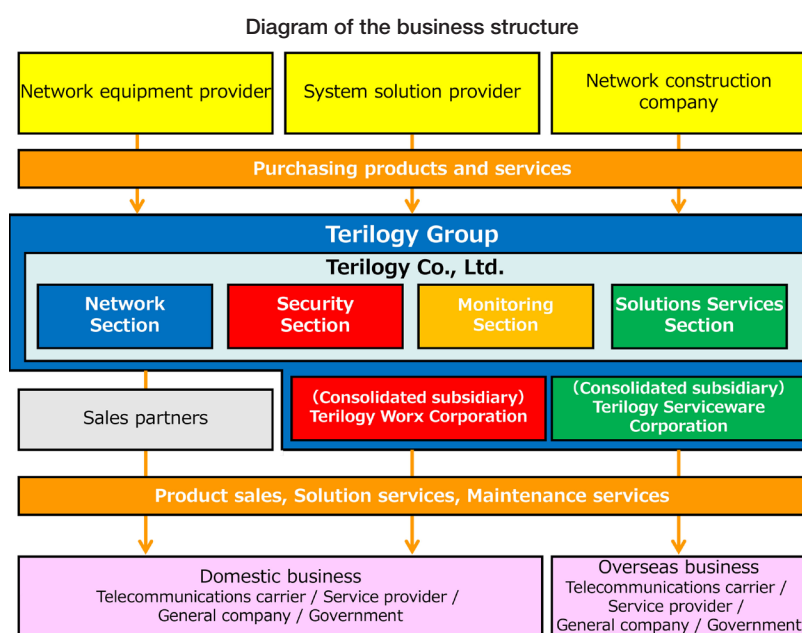 Diagram of the business structure
Network equipment provider
System solution provider
Network construction
company
Purchasing products and services
Terilogy Group
Terilogy Co., Ltd.
Network
Section
Security
Section
Monitoring
Section
Solutions Services
Section
Sales partners
(Consolidated subsidiary)
Terilogy Worx Corporation
(Consolidated subsidiary)
Terilogy Serviceware
Corporation
Product sales, Solution services, Maintenance services
Domestic business
Telecommunications carrier / Service provider /
General company / Government
Overseas business
Telecommunications carrier /
Service provider /
General company / Government